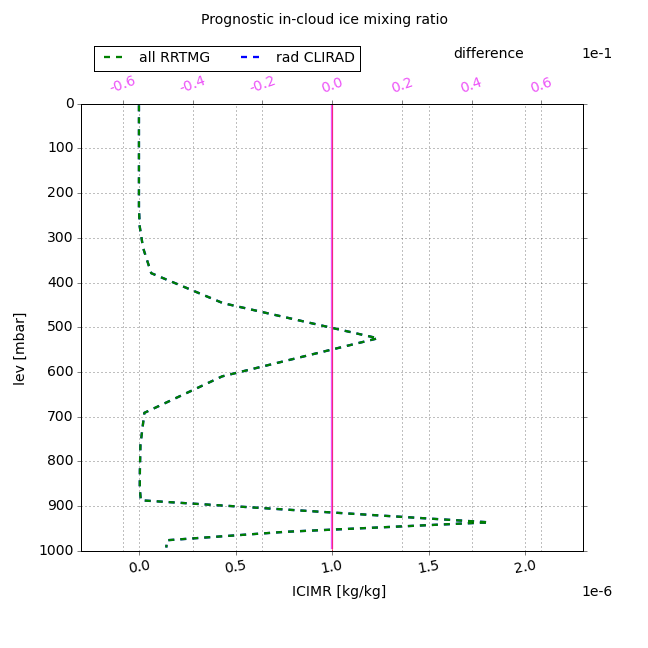 Prognostic in-cloud ice mixing ratio
all RRTMG rad CLIRAD difference 1e-1
-0.6 -0.4 -0.2 0.0 0.2 0.4 0.6
0
100
200
300
400
500
600
700
800
900
1000
lev [mbar]
0.0 0.5 1.0 1.5 2.0
ICIMR [kg/kg] 1e-6